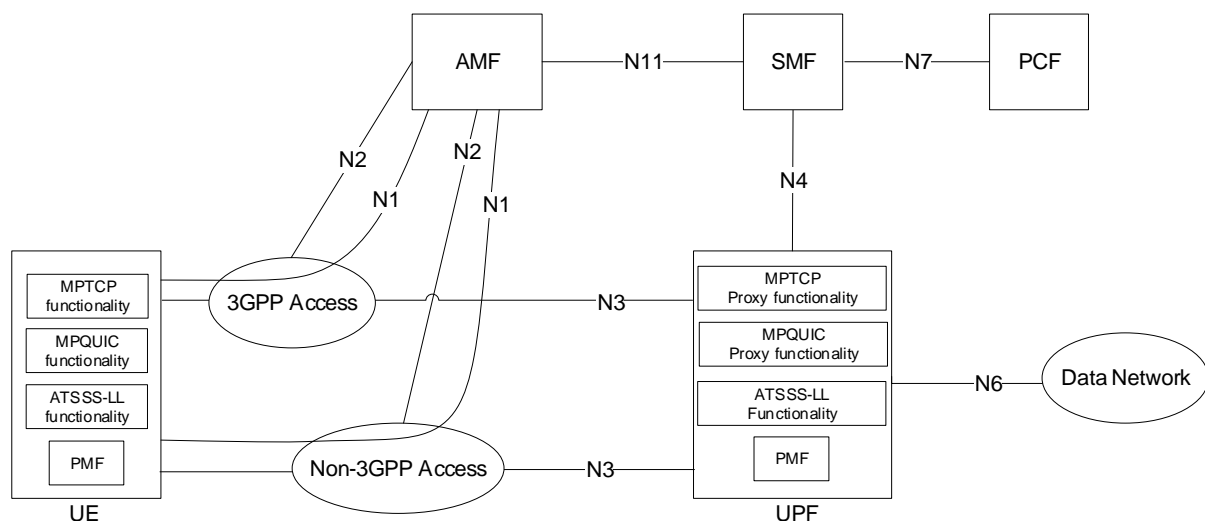 AMF
N11
SMF
N7
PCF
N2
N2
N1
N1
N4
MPTCP
functionality
MPQUIC
functionality
ATSSS-LL
functionality
PMF
UE
3GPP Access
N3
Non-3GPP Access
N3
MPTCP
Proxy functionality
MPQUIC
Proxy functionality
ATSSS-LL
Functionality
PMF
UPF
N6
Data Network